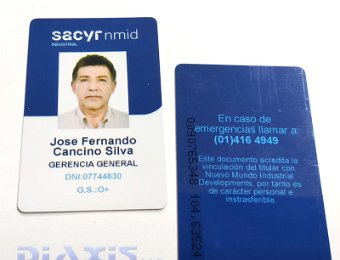 sacyr nmid
INDUSTRIAL
Jose Fernando
Cancino Silva
GERENCIA GENERAL
DNI:07744830
G.S.:O+
En caso de
emergencias llamar a:
(01)416 4949
Este documento acredita la
vinculación del titular con
Nuevo Mundo Industrial
Developments, por tanto es
de carácter personal e
instrasferible.